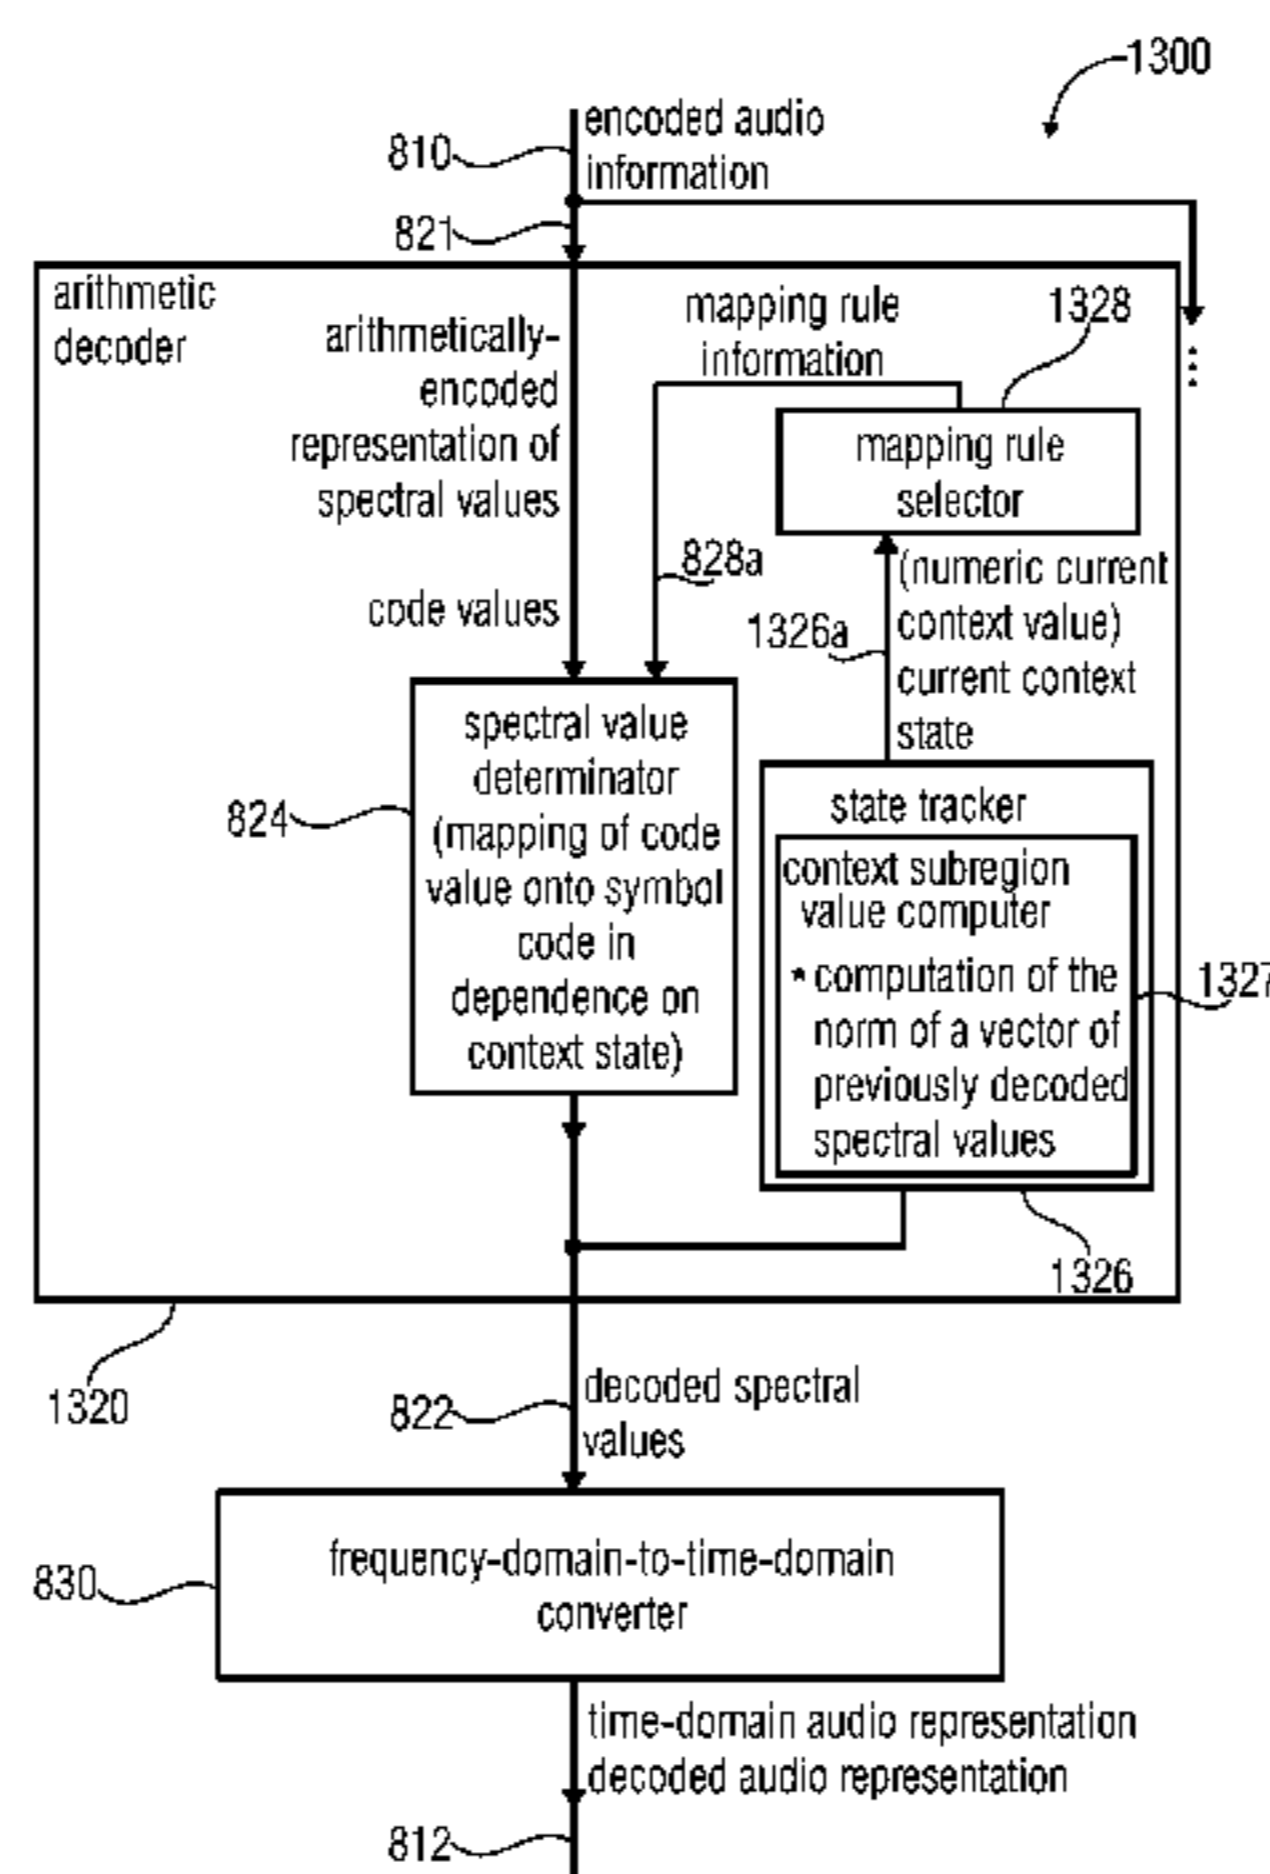 1300
encoded audio
information
810
821
arithmetic
decoder
arithmetically-
encoded
representation of
spectral values
code values
mapping rule
information
1328
mapping rule
selector
828a
(numeric current
context value)
current context
state
1326a
spectral value
determinator
(mapping of code
value onto symbol
code in
dependence on
context state)
824
state tracker
context subregion
value computer
* computation of the
norm of a vector of
previously decoded
spectral values
1327
1326
1320
822
decoded spectral
values
830
frequency-domain-to-time-domain
converter
time-domain audio representation
decoded audio representation
812